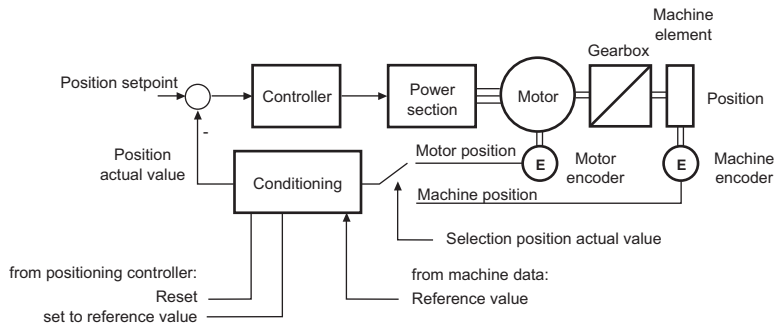 Machine
element
Gearbox
Position setpoint
Controller
Power
section
Motor
Position
-
Position
actual value
Motor position
E
Motor
encoder
E
Machine
encoder
Conditioning
Machine position
Selection position actual value
from positioning controller:
Reset
set to reference value
from machine data:
Reference value